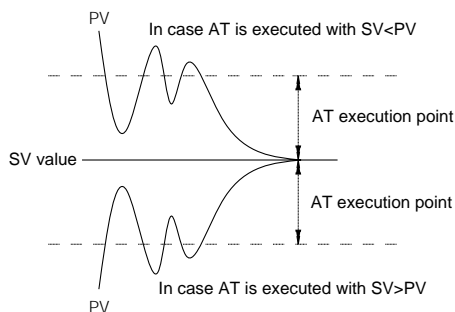 PV
In case AT is executed with SV<PV
AT execution point
SV value
AT execution point
In case AT is executed with SV>PV
PV